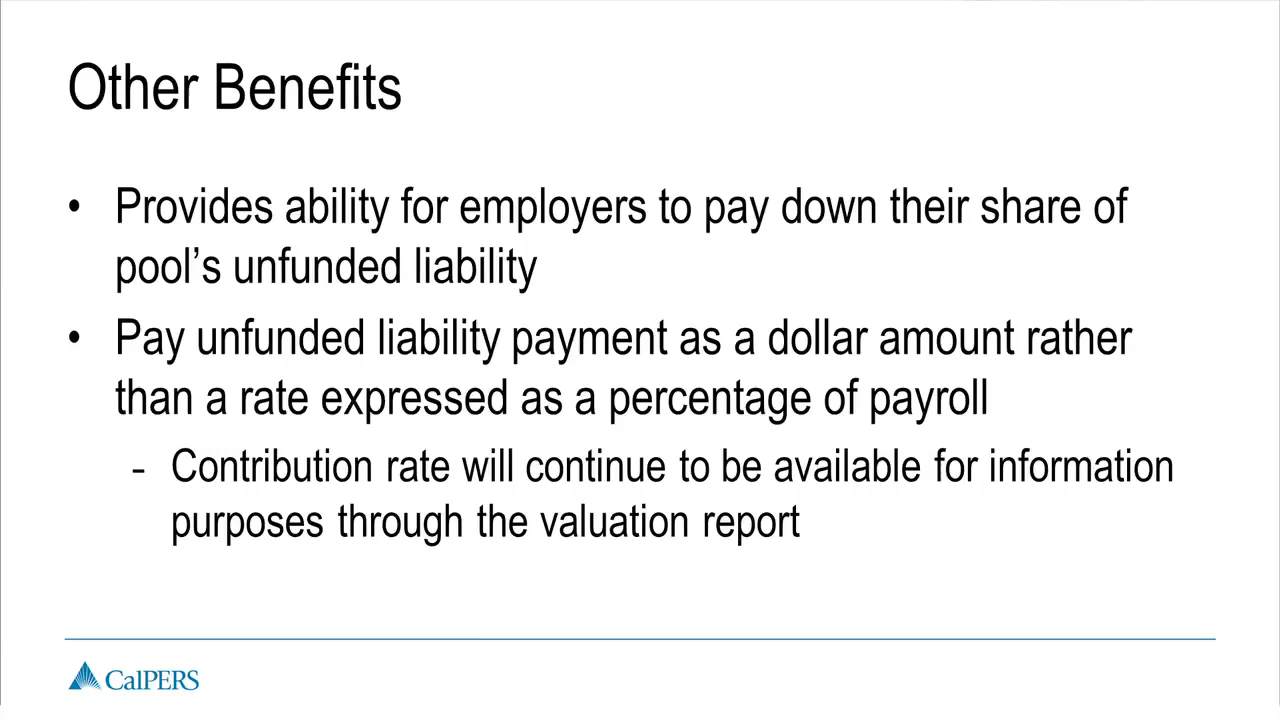 Other Benefits
• Provides ability for employers to pay down their share of
pool’s unfunded liability
• Pay unfunded liability payment as a dollar amount rather
than a rate expressed as a percentage of payroll
- Contribution rate will continue to be available for information
purposes through the valuation report
CalPERS